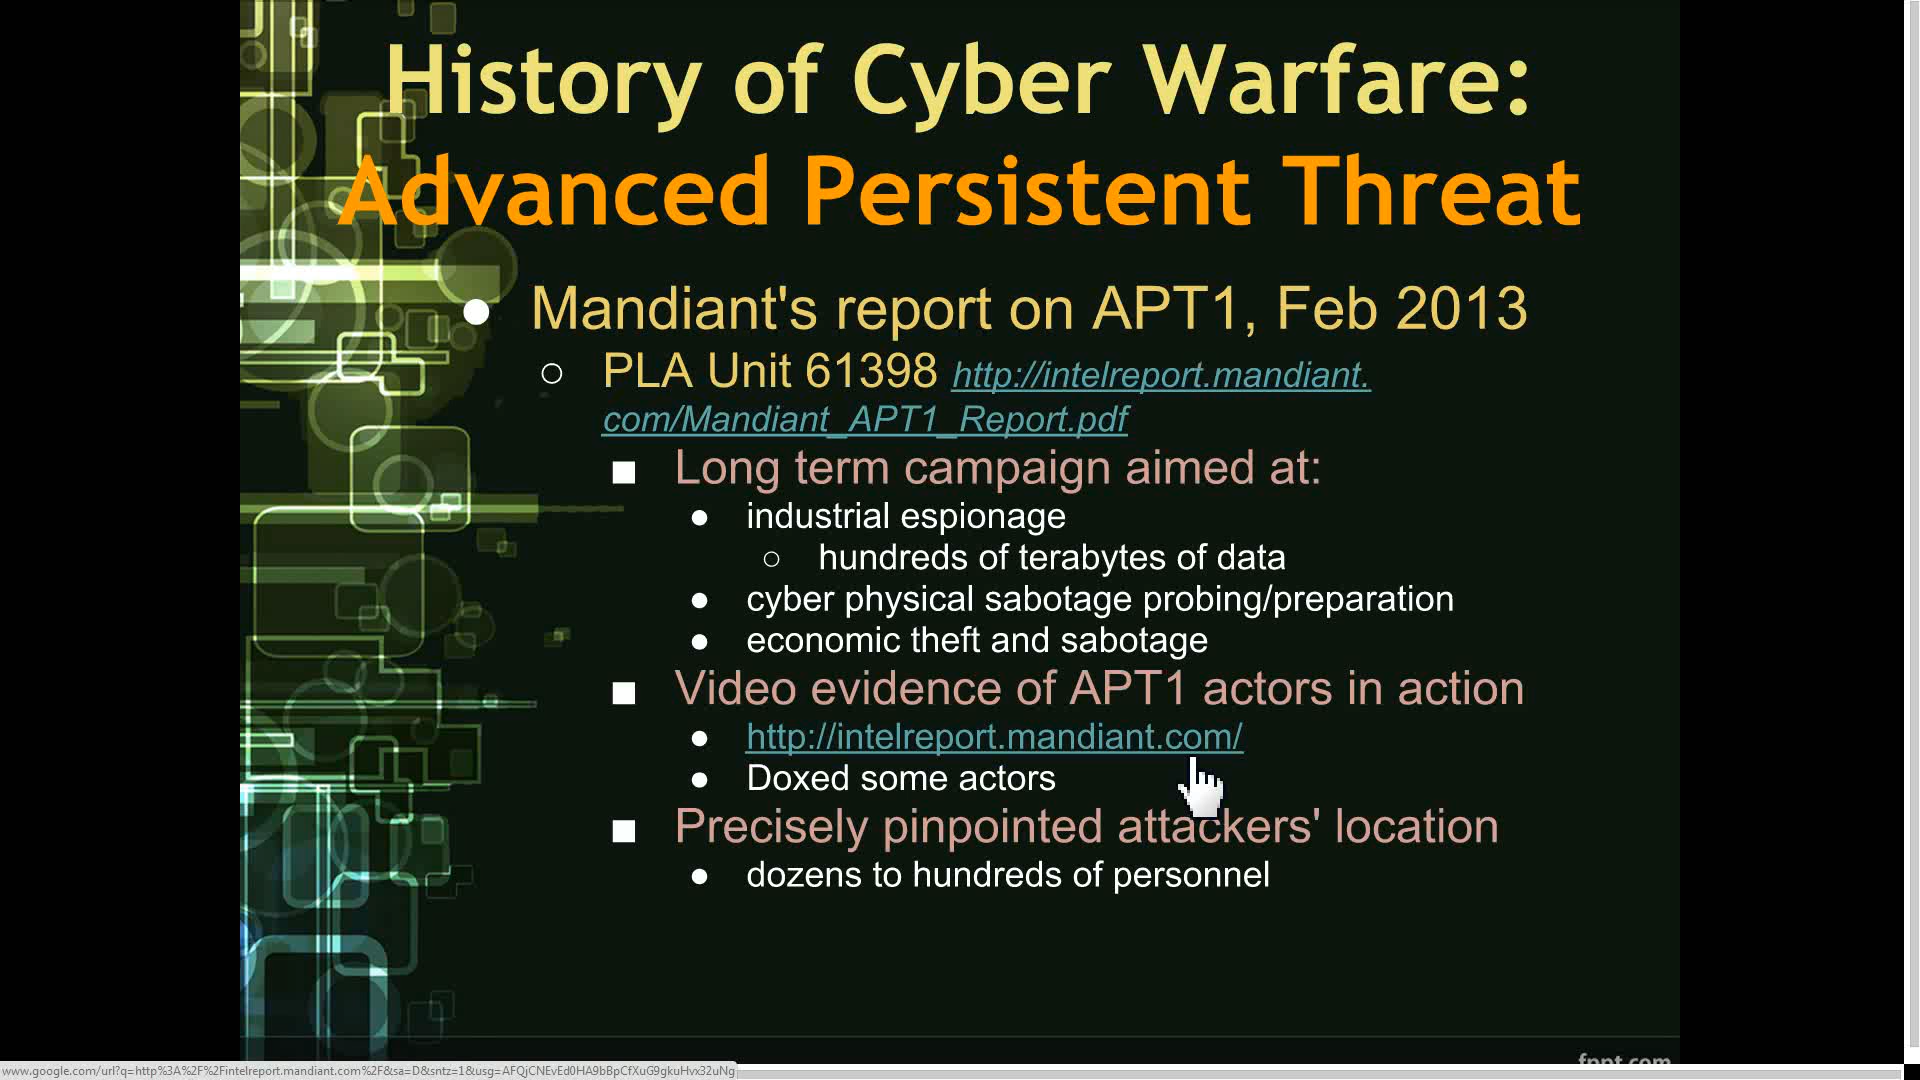 History of Cyber Warfare:
Advanced Persistent Threat
Mandiant's report on APT1, Feb 2013
PLA Unit 61398 http://intelreport.mandiant.
com/Mandiant_APT1_Report.pdf
Long term campaign aimed at:
industrial espionage
hundreds of terabytes of data
cyber physical sabotage probing/preparation
economic theft and sabotage
Video evidence of APT1 actors in action
http://intelreport.mandiant.com/
Doxed some actors
Precisely pinpointed attackers' location
dozens to hundreds of personnel
fppt.com
www.google.com/url?q=http%3A%2F%2Fintelreport.mandiant.com%2F&sa=D&sntz=1&usg=AFQjCNEvEd0HA9bBpCfXuG9gkuHvx32uNg